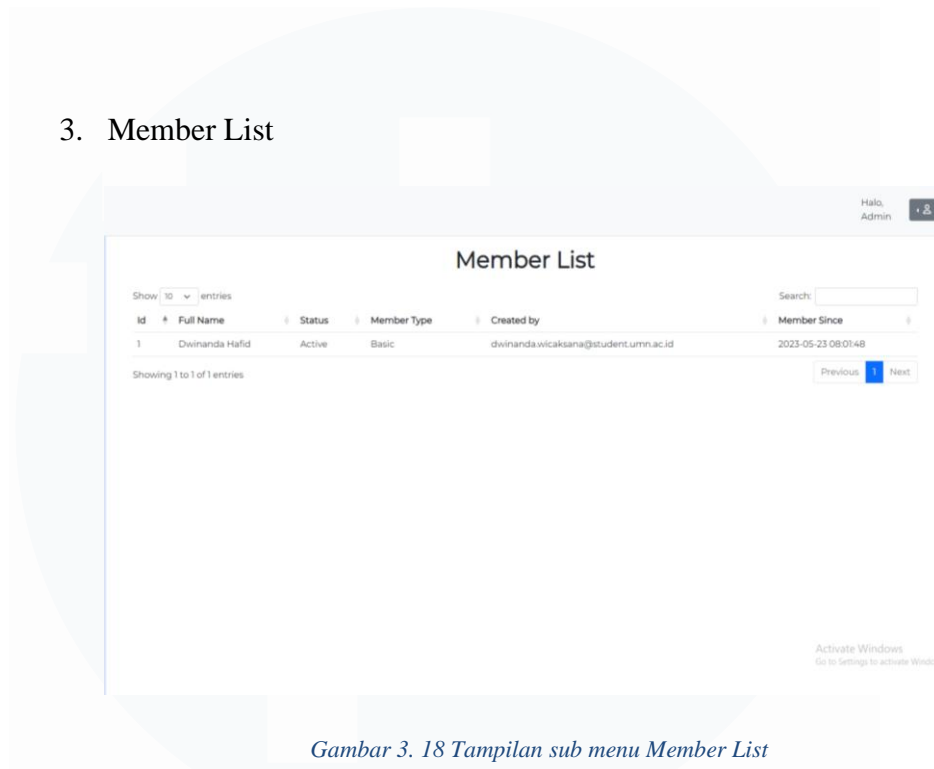 3. Member List
Halo,
Admin
Member List
Show 10 entries
Search:
Id Full Name Status Member Type Created by Member Since
1 Dwinanda Hafid Active Basic dwinanda.wicaksana@student.umn.ac.id 2023-05-23 08:01:48
Showing 1 to 1 of 1 entries
Previous 1 Next
Activate Windows
Go to Settings to activate Windo
Gambar 3. 18 Tampilan sub menu Member List